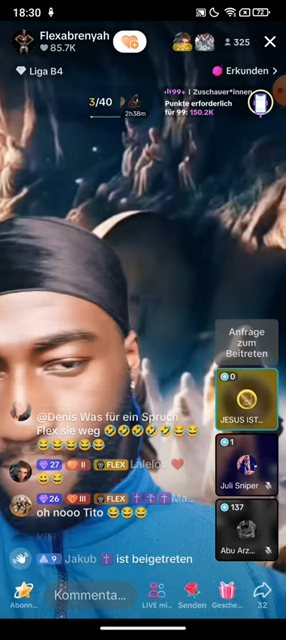 18:30
72
Flexabrenyah
85.7K
325
Liga B4
Erkunden
3/40
2h38m
99+ | Zuschauer*innen
Punkte erforderlich
für 99: 150.2K
Anfrage
zum
Beitreten
0
JESUS IST...
1
Juli Sniper
137
Abu Arz...
@Denis Was für ein Spruch
Flex sie weg 🤣🤣🤣🤣🤣😂😂
😂😂😂😂😂
27 II FLEX Lalelos ❤️
😂😂
26 III FLEX ✝️✝️✝️ Ma...
oh nooo Tito 😂😂😂
9 Jakub ✝️ ist beigetreten
Abonn...
Kommenta...
LIVE mi...
Senden
Gesche...
32